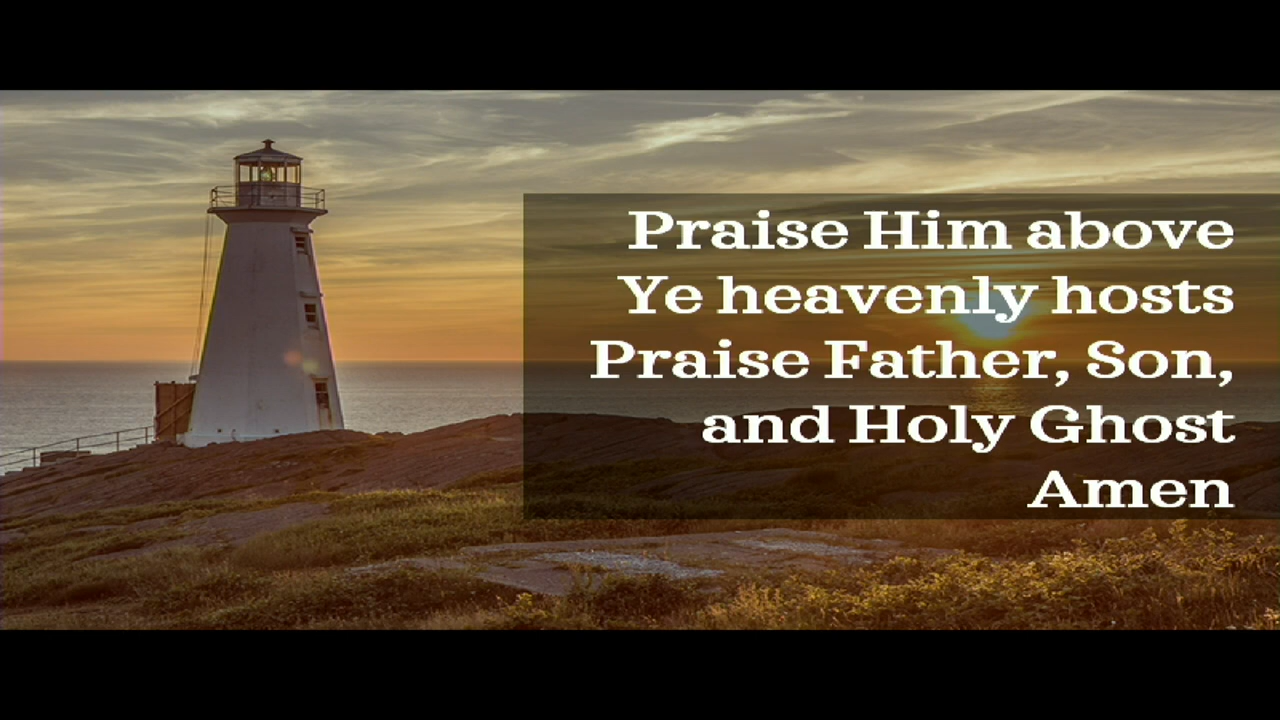 Praise Him above
Ye heavenly hosts
Praise Father, Son,
and Holy Ghost
Amen